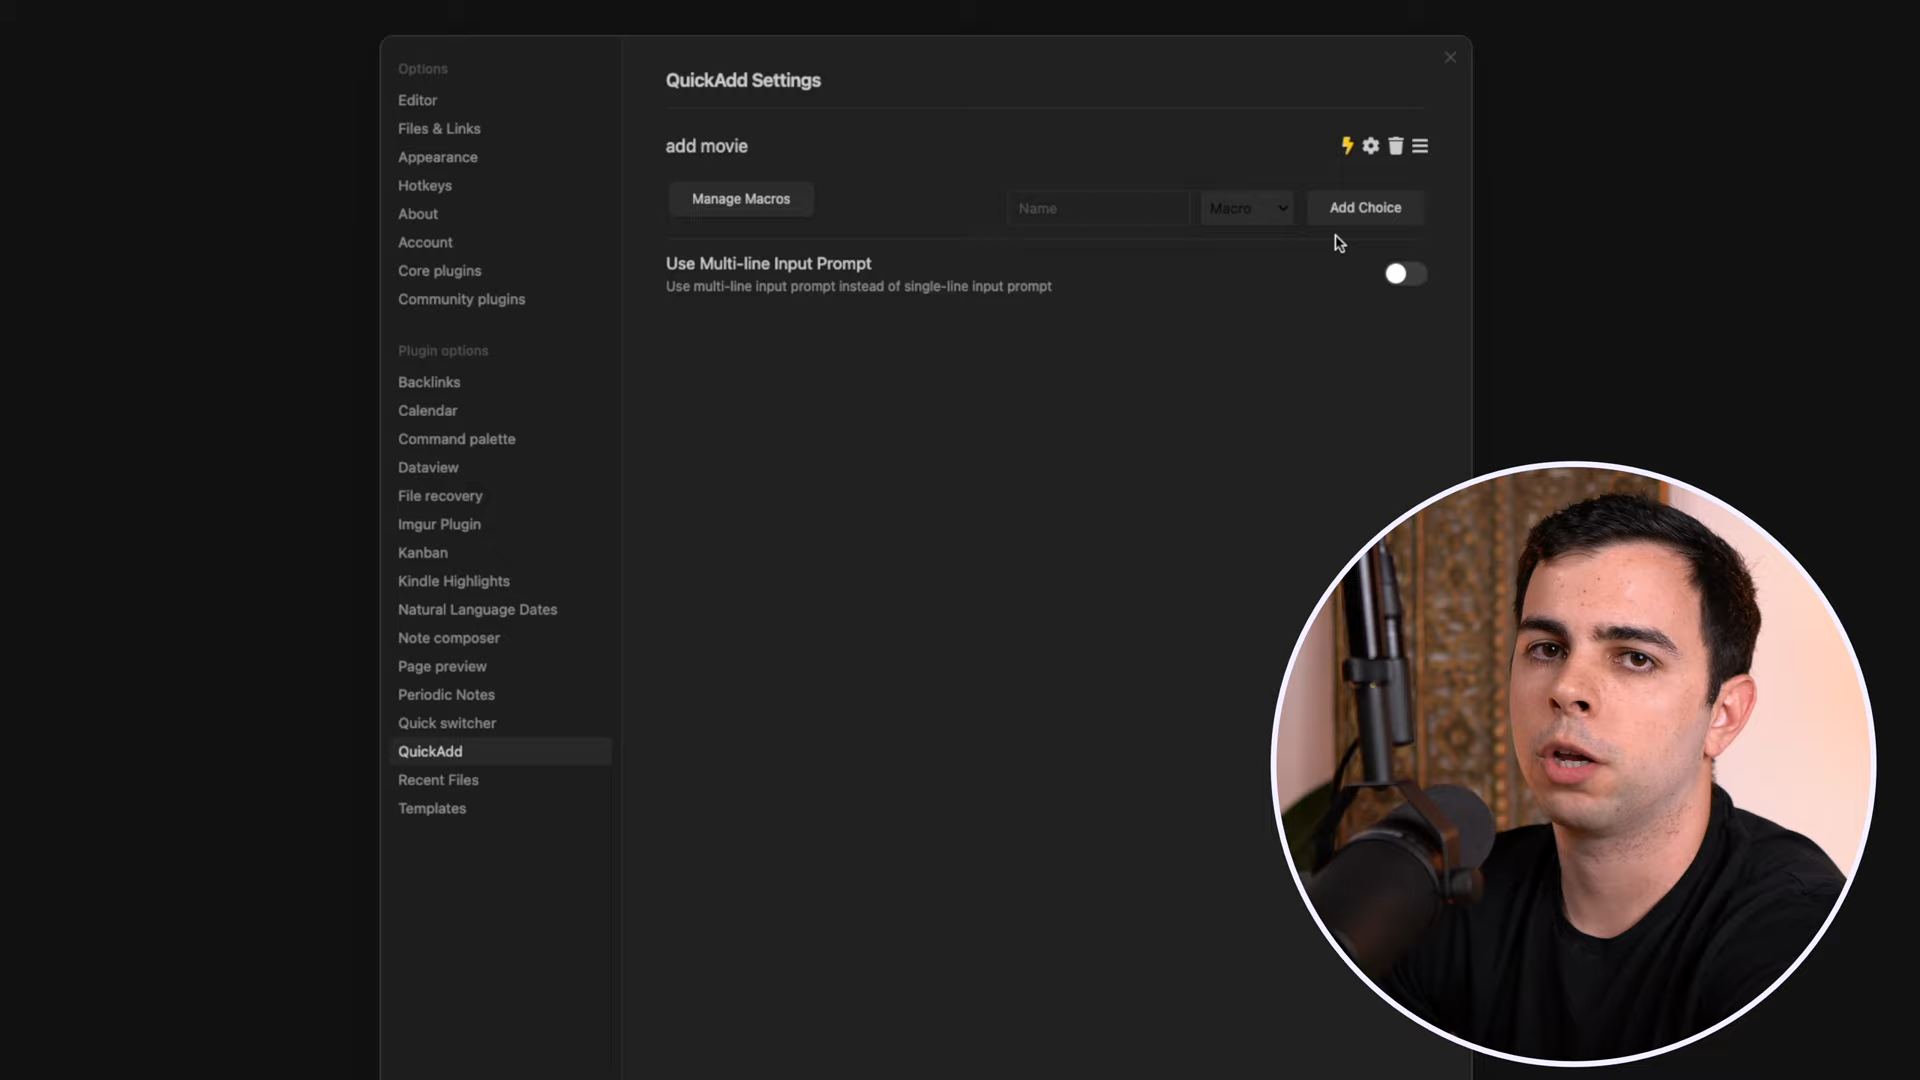 Options
Editor
Files & Links
Appearance
Hotkeys
About
Account
Core plugins
Community plugins
Plugin options
Backlinks
Calendar
Command palette
Dataview
File recovery
Imgur Plugin
Kanban
Kindle Highlights
Natural Language Dates
Note composer
Page preview
Periodic Notes
Quick switcher
QuickAdd
Recent Files
Templates
QuickAdd Settings
add movie
Manage Macros
Name
Macro
Add Choice
Use Multi-line Input Prompt
Use multi-line input prompt instead of single-line input prompt